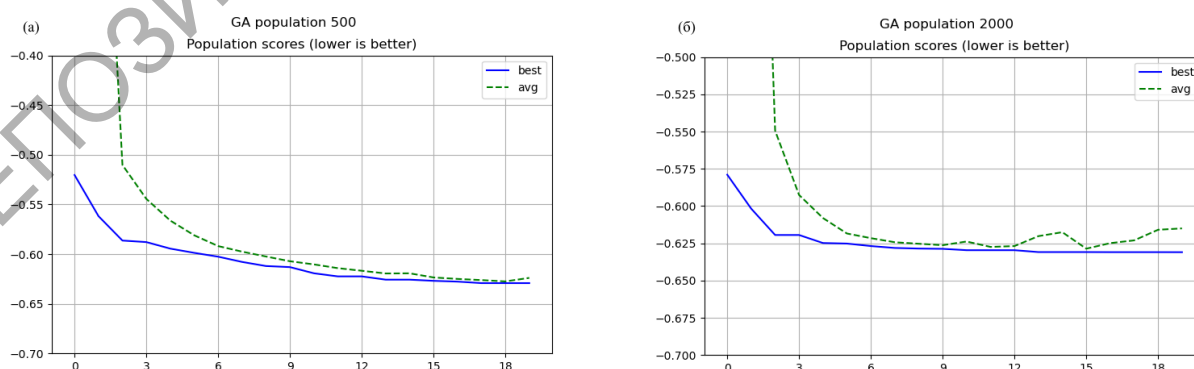 (а)
GA population 500
Population scores (lower is better)
−0.40
−0.45
−0.50
−0.55
−0.60
−0.65
−0.70
0 3 6 9 12 15 18
best
avg
(б)
GA population 2000
Population scores (lower is better)
−0.500
−0.525
−0.550
−0.575
−0.600
−0.625
−0.650
−0.675
−0.700
0 3 6 9 12 15 18
best
avg
ЕПОЗИ